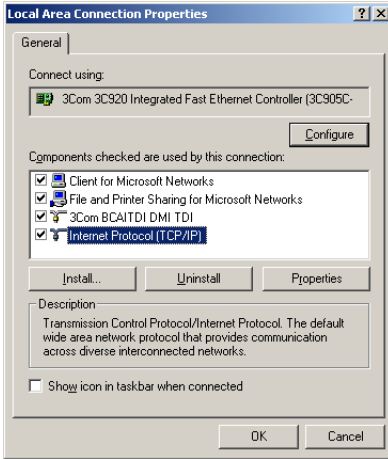 Local Area Connection Properties
General
Connect using:
3Com 3C920 Integrated Fast Ethernet Controller (3C905C-
Configure
Components checked are used by this connection:
Client for Microsoft Networks
File and Printer Sharing for Microsoft Networks
3Com BCAITDI DMI TDI
Internet Protocol (TCP/IP)
Install... Uninstall Properties
Description
Transmission Control Protocol/Internet Protocol. The default
wide area network protocol that provides communication
across diverse interconnected networks.
Show icon in taskbar when connected
OK Cancel